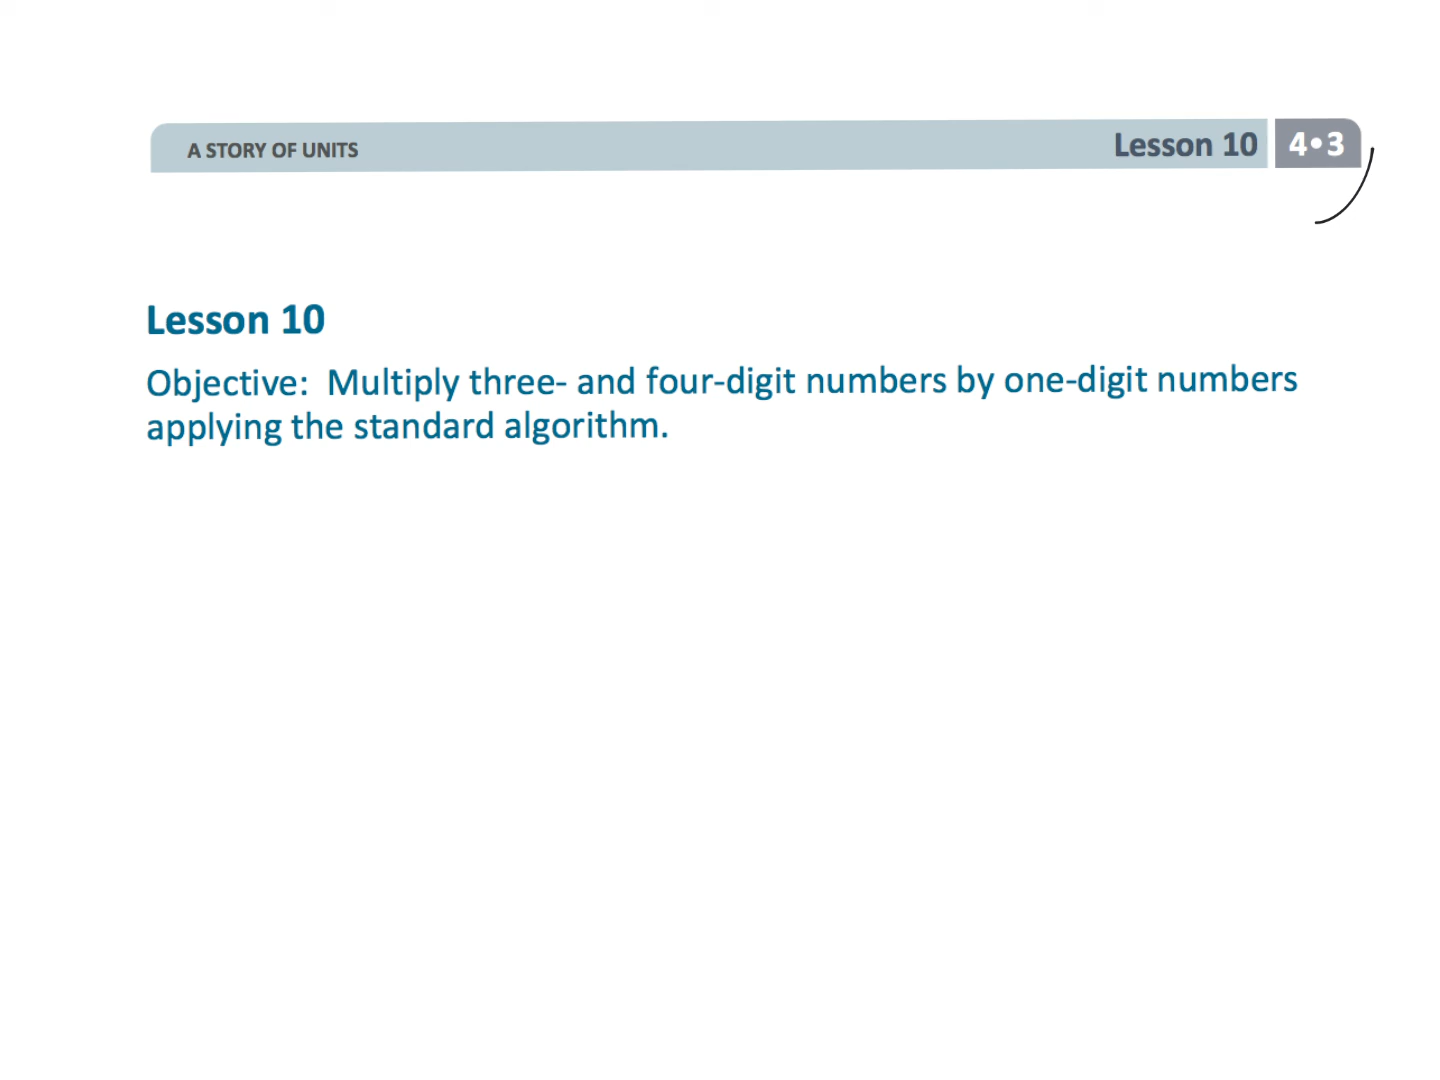 A STORY OF UNITS
Lesson 10
4•3
Lesson 10
Objective: Multiply three- and four-digit numbers by one-digit numbers
applying the standard algorithm.